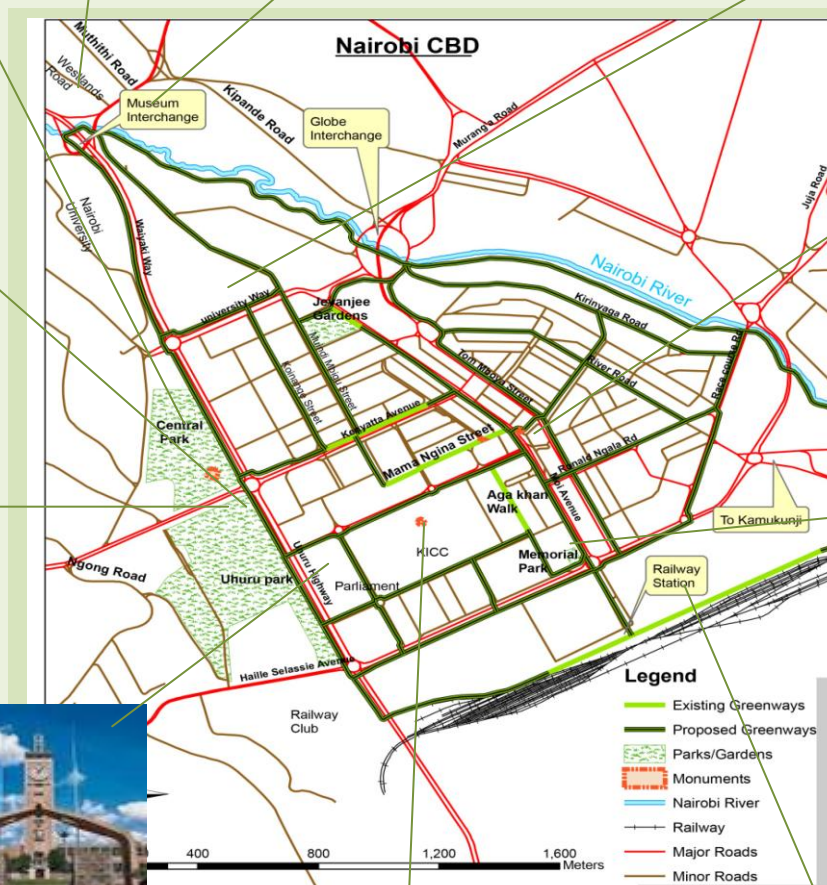 Nairobi CBD
Muthithi Road
Westlands
Road
Museum
Interchange
Kipande Road
Globe
Interchange
Murang'a Road
Juja Road
Nairobi
University
Waiyaki Way
Nairobi River
university Way
Jevanjee
Gardens
Kirinyaga Road
River Road
Race course Rd
Koinange Street
Muindi Mbigu Street
Tom Mboya Street
Kenyatta Avenue
Central
Park
Mama Ngina Street
Ronald Ngala Rd
Moi Avenue
Aga khan
Walk
To Kamukunji
KICC
Memorial
Park
Ngong Road
Uhuru park
Uhuru Highway
Parliament
Railway
Station
Haille Selassie Avenue
Railway
Club
Legend
Existing Greenways
Proposed Greenways
Parks/Gardens
Monuments
Nairobi River
Railway
Major Roads
Minor Roads
400 800 1,200 1,600
Meters